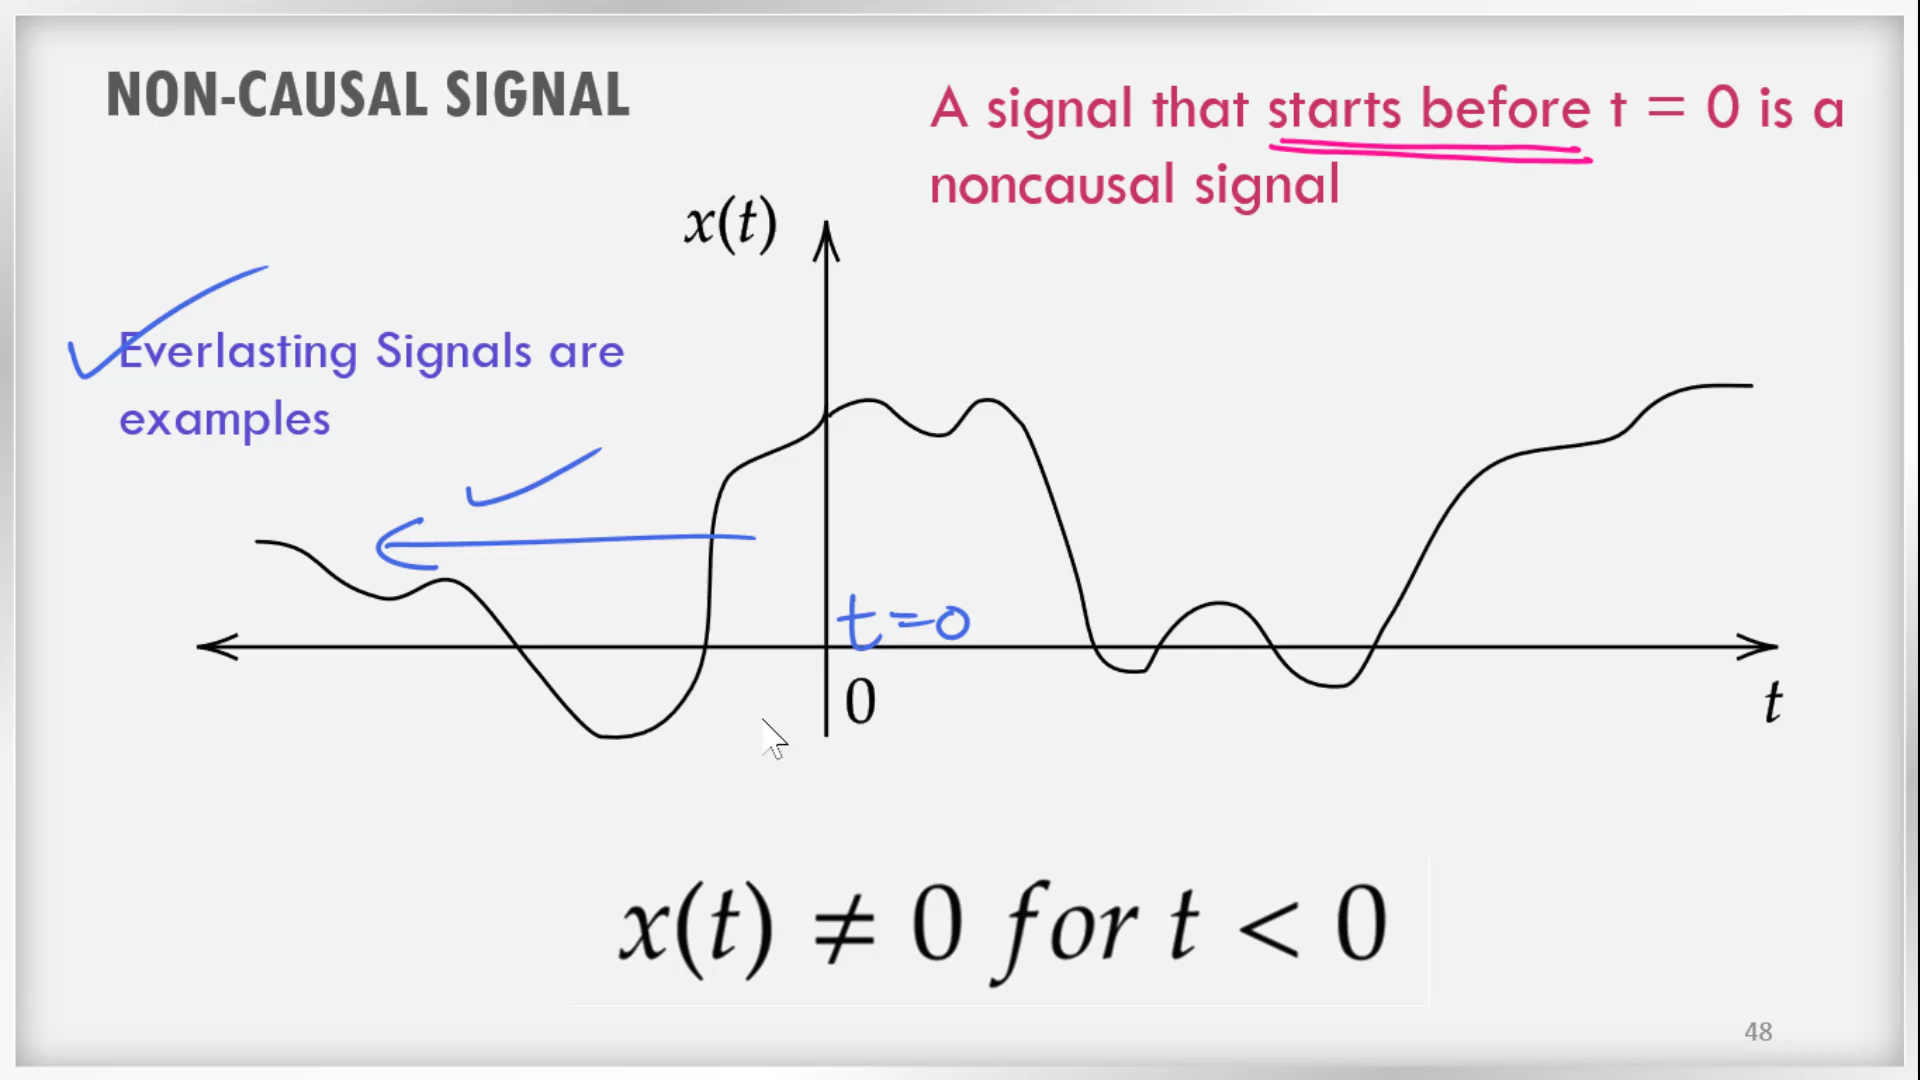 NON-CAUSAL SIGNAL
A signal that starts before t = 0 is a
noncausal signal
x(t)
Everlasting Signals are
examples
t=0
0
t
x(t) ≠ 0 for t < 0
48